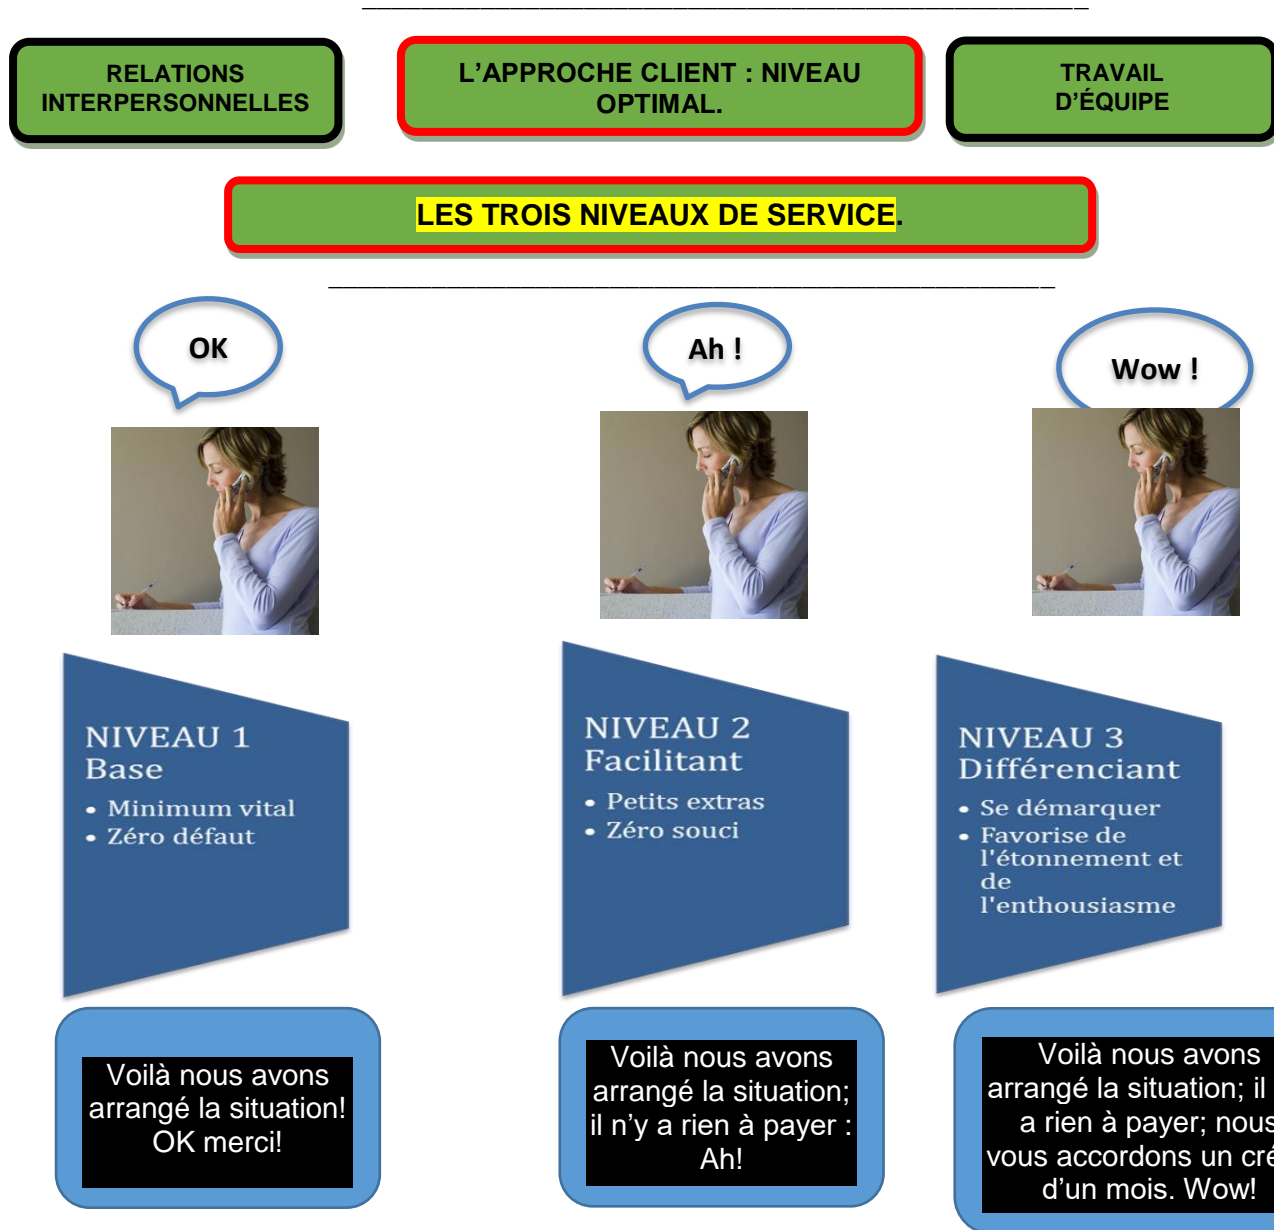 RELATIONS
INTERPERSONNELLES
L’APPROCHE CLIENT : NIVEAU
OPTIMAL.
TRAVAIL
D’ÉQUIPE
LES TROIS NIVEAUX DE SERVICE.
OK
Ah !
Wow !
NIVEAU 1
Base
• Minimum vital
• Zéro défaut
NIVEAU 2
Facilitant
• Petits extras
• Zéro souci
NIVEAU 3
Différenciant
• Se démarquer
• Favorise de
l'étonnement et
de
l'enthousiasme
Voilà nous avons
arrangé la situation!
OK merci!
Voilà nous avons
arrangé la situation;
il n’y a rien à payer :
Ah!
Voilà nous avons
arrangé la situation; il
a rien à payer; nous
vous accordons un
d’un mois. Wow!